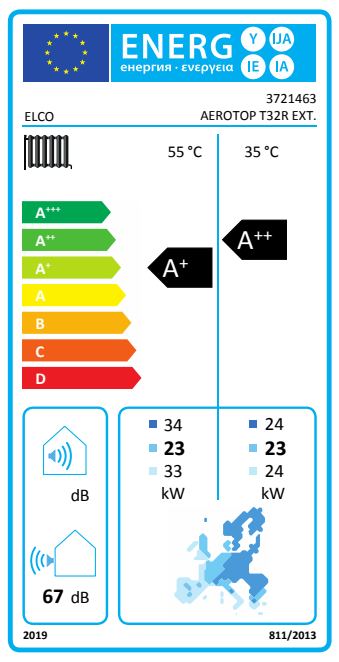 ENERG Y IJA
енергия · ενεργεια IE IA
3721463
ELCO AEROTOP T32R EXT.
55 °C 35 °C
A+++
A++
A+
A
B
C
D
A+
A++
34 24
23 23
33 24
kW kW
dB
67 dB
2019 811/2013